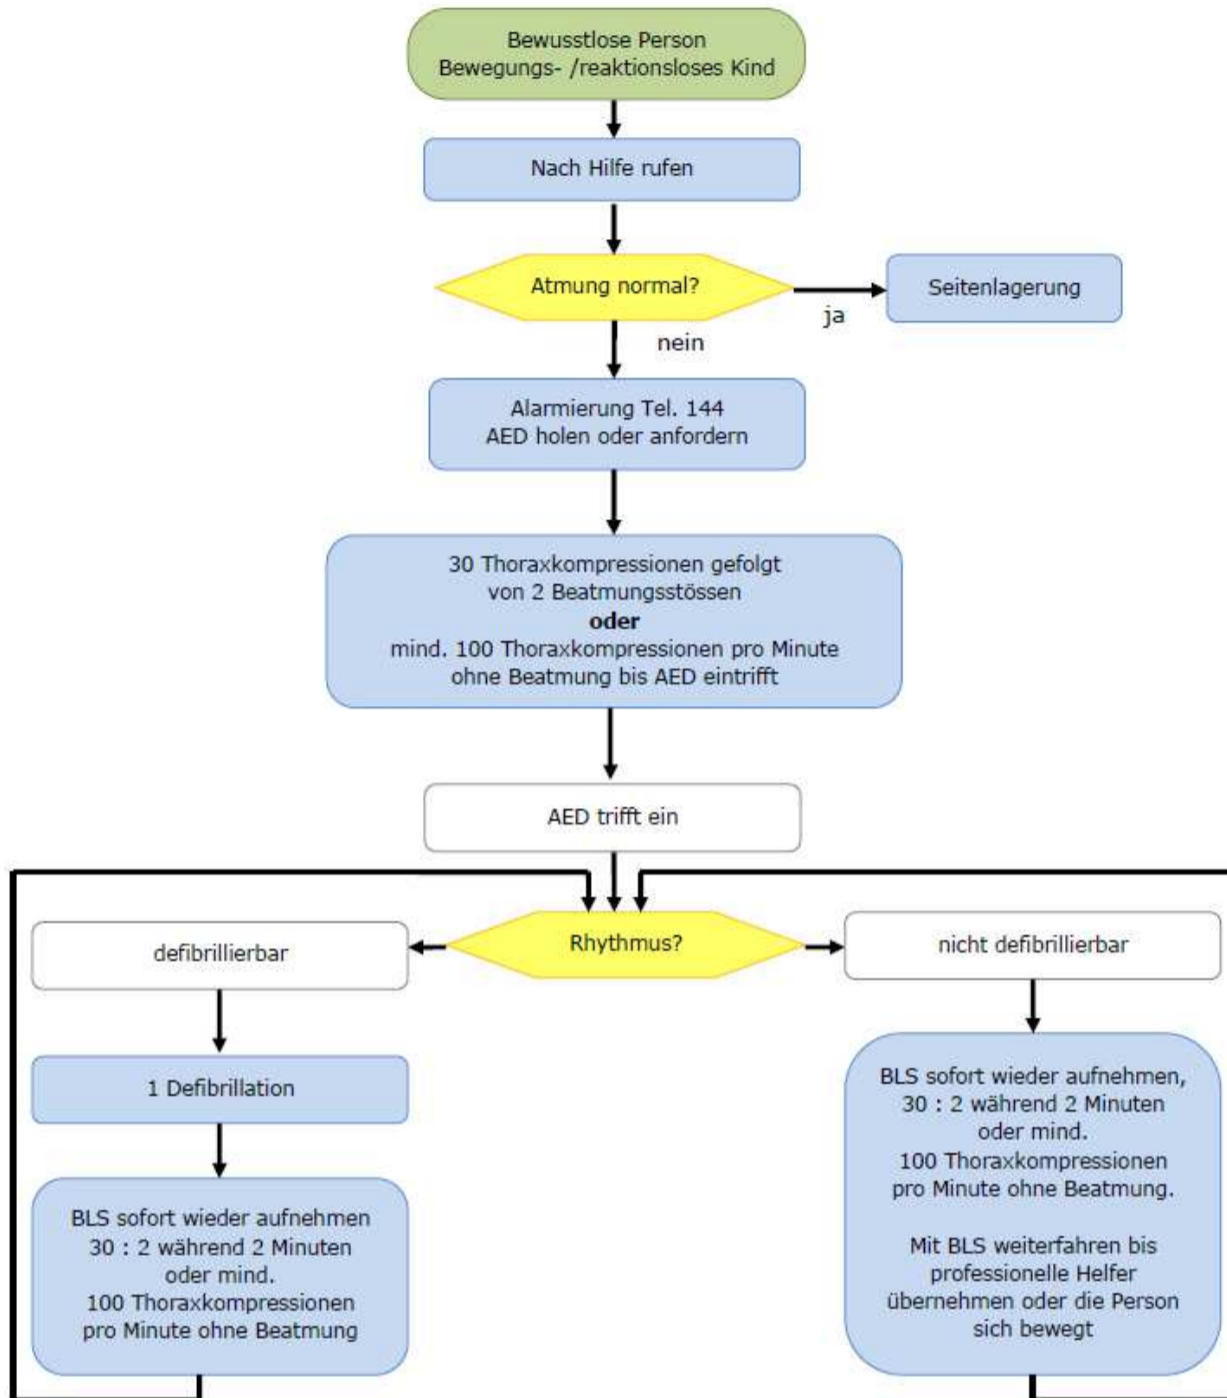 Bewusstlose Person
Bewegungs- /reaktionsloses Kind
Nach Hilfe rufen
Atmung normal?
Seitenlagerung
ja
nein
Alarmierung Tel. 144
AED holen oder anfordern
30 Thoraxkompressionen gefolgt
von 2 Beatmungsstössen
oder
mind. 100 Thoraxkompressionen pro Minute
ohne Beatmung bis AED eintrifft
AED trifft ein
Rhythmus?
defibrillierbar
1 Defibrillation
BLS sofort wieder aufnehmen
30 : 2 während 2 Minuten
oder mind.
100 Thoraxkompressionen
pro Minute ohne Beatmung
nicht defibrillierbar
BLS sofort wieder aufnehmen,
30 : 2 während 2 Minuten
oder mind.
100 Thoraxkompressionen
pro Minute ohne Beatmung.
Mit BLS weiterfahren bis
professionelle Helfer
übernehmen oder die Person
sich bewegt